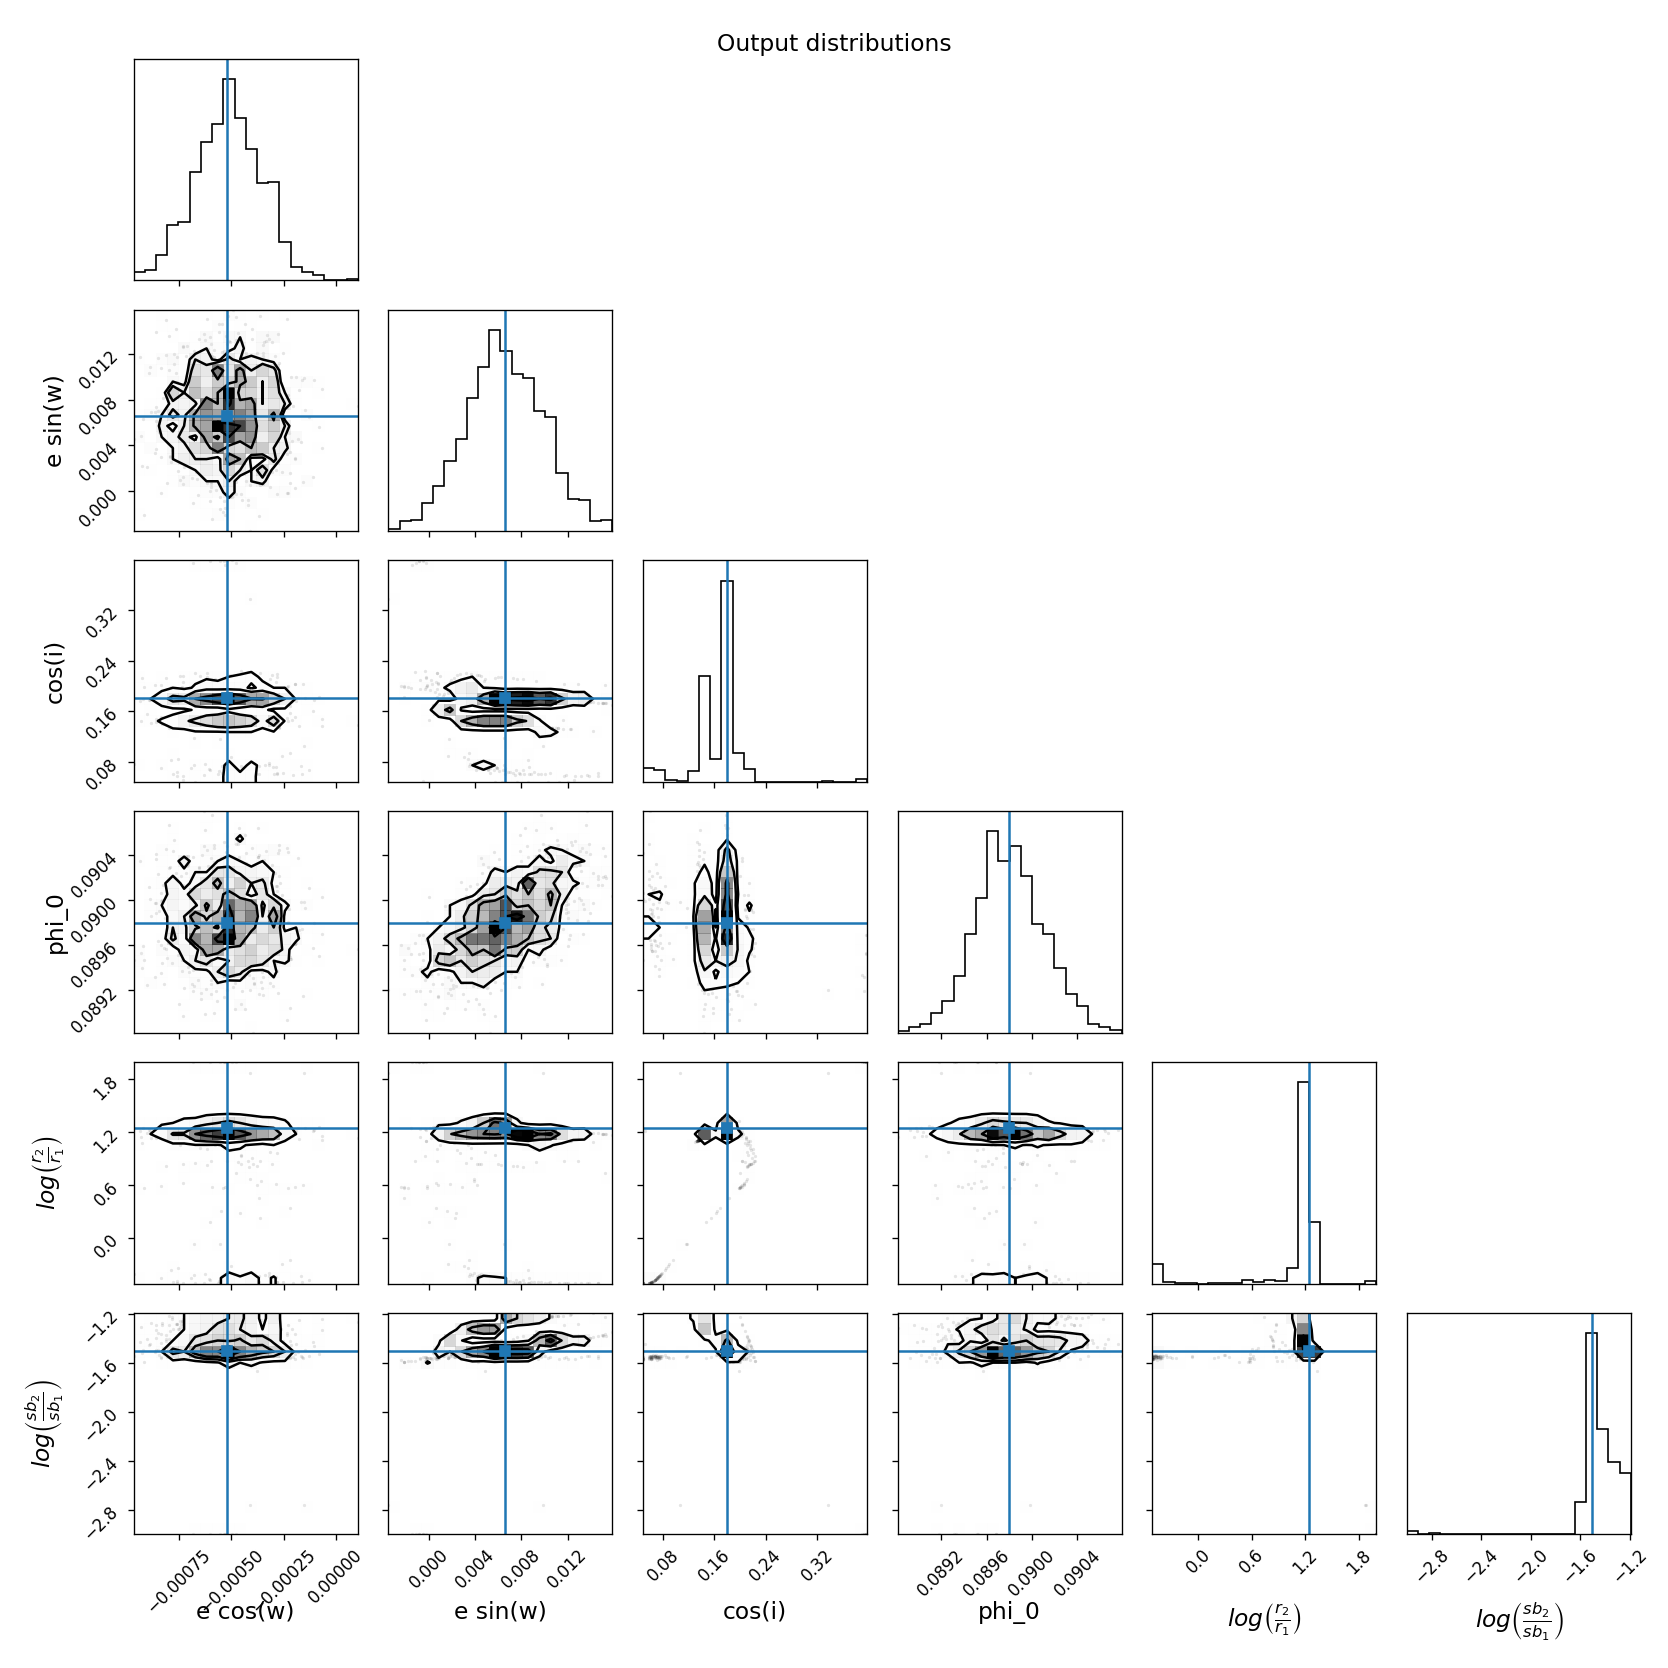 Output distributions
e sin(w)
0.012
0.008
0.004
0.000
cos(i)
0.32
0.24
0.16
0.08
phi_0
0.0904
0.0900
0.0896
0.0892
log(r2/r1)
1.8
1.2
0.6
0.0
log(sb2/sb1)
−1.2
−1.6
−2.0
−2.4
−2.8
−0.00075 −0.00050 −0.00025 0.0000 0.000 0.004 0.008 0.012 0.08 0.16 0.24 0.32 0.0892 0.0896 0.0900 0.0904 0.0 0.6 1.2 1.8 −2.8 −2.4 −2.0 −1.6 −1.2
e cos(w) e sin(w) cos(i) phi_0 log(r2/r1) log(sb2/sb1)